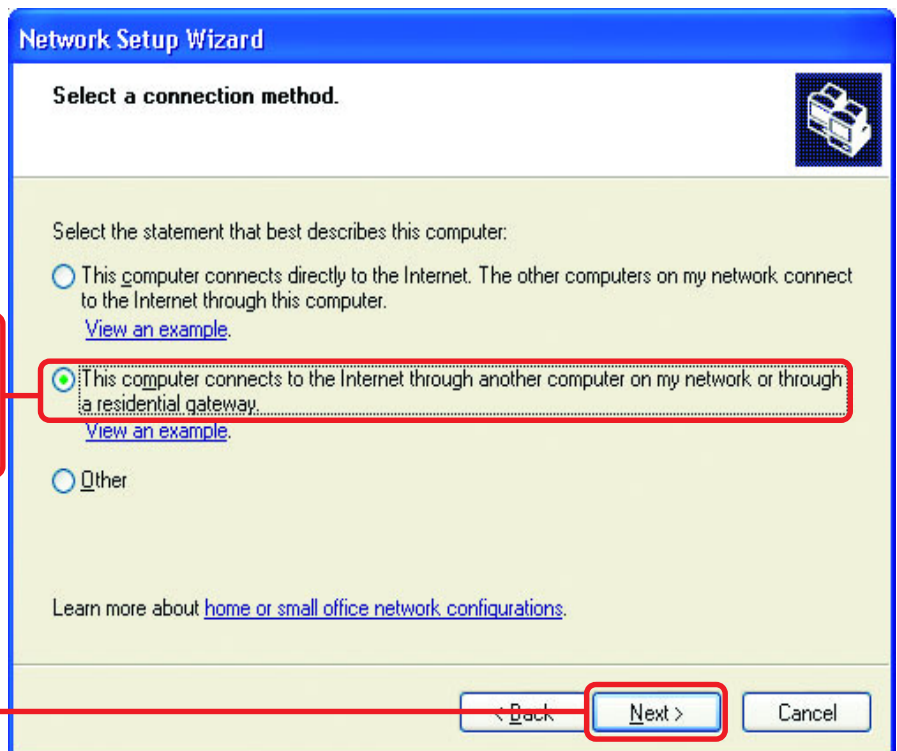 Network Setup Wizard
Select a connection method.
Select the statement that best describes this computer:
This computer connects directly to the Internet. The other computers on my network connect
to the Internet through this computer.
View an example.
This computer connects to the Internet through another computer on my network or through
a residential gateway.
View an example.
Other
Learn more about home or small office network configurations.
< Back
Next >
Cancel